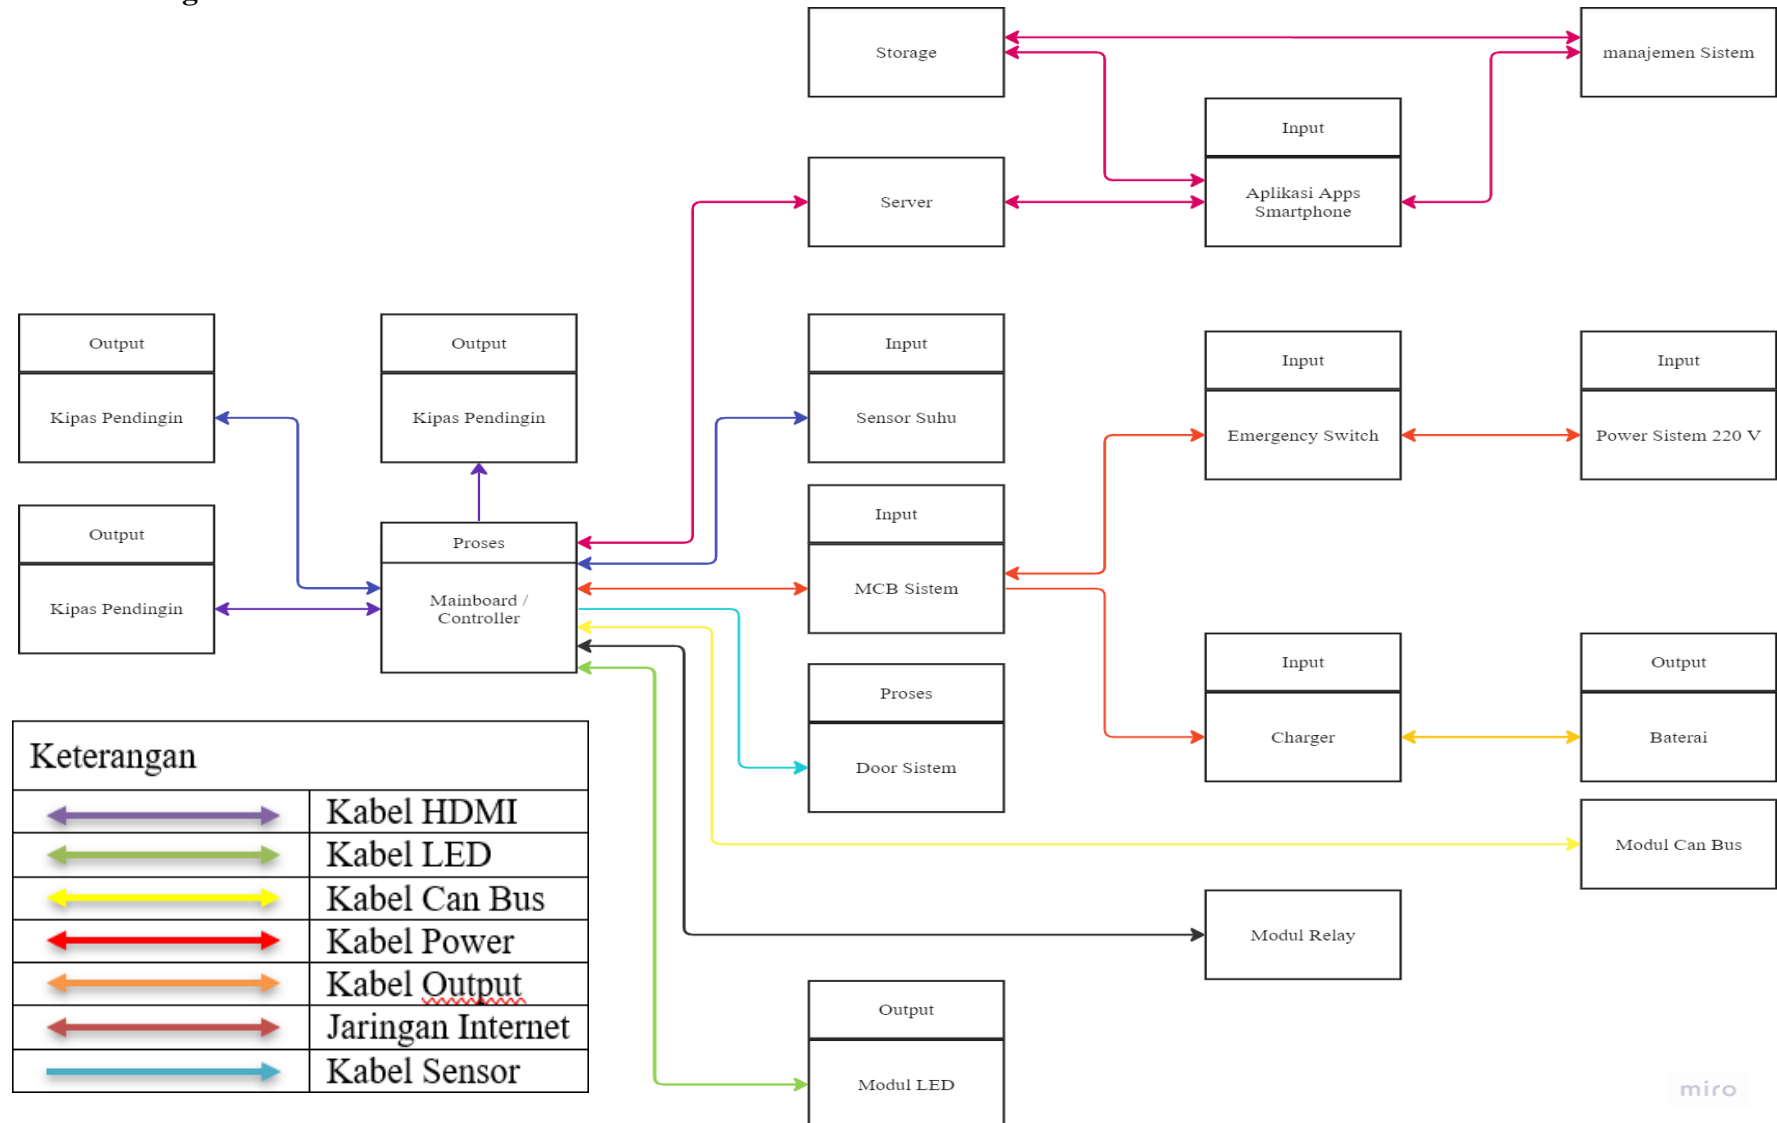 Storage
manajemen Sistem
Input
Aplikasi Apps
Smartphone
Server
Output
Kipas Pendingin
Output
Kipas Pendingin
Input
Sensor Suhu
Input
Emergency Switch
Input
Power Sistem 220 V
Output
Kipas Pendingin
Proses
Mainboard /
Controller
Input
MCB Sistem
Proses
Door Sistem
Input
Charger
Output
Baterai
Modul Can Bus
Modul Relay
Output
Modul LED
Keterangan
Kabel HDMI
Kabel LED
Kabel Can Bus
Kabel Power
Kabel Output
Jaringan Internet
Kabel Sensor
miro